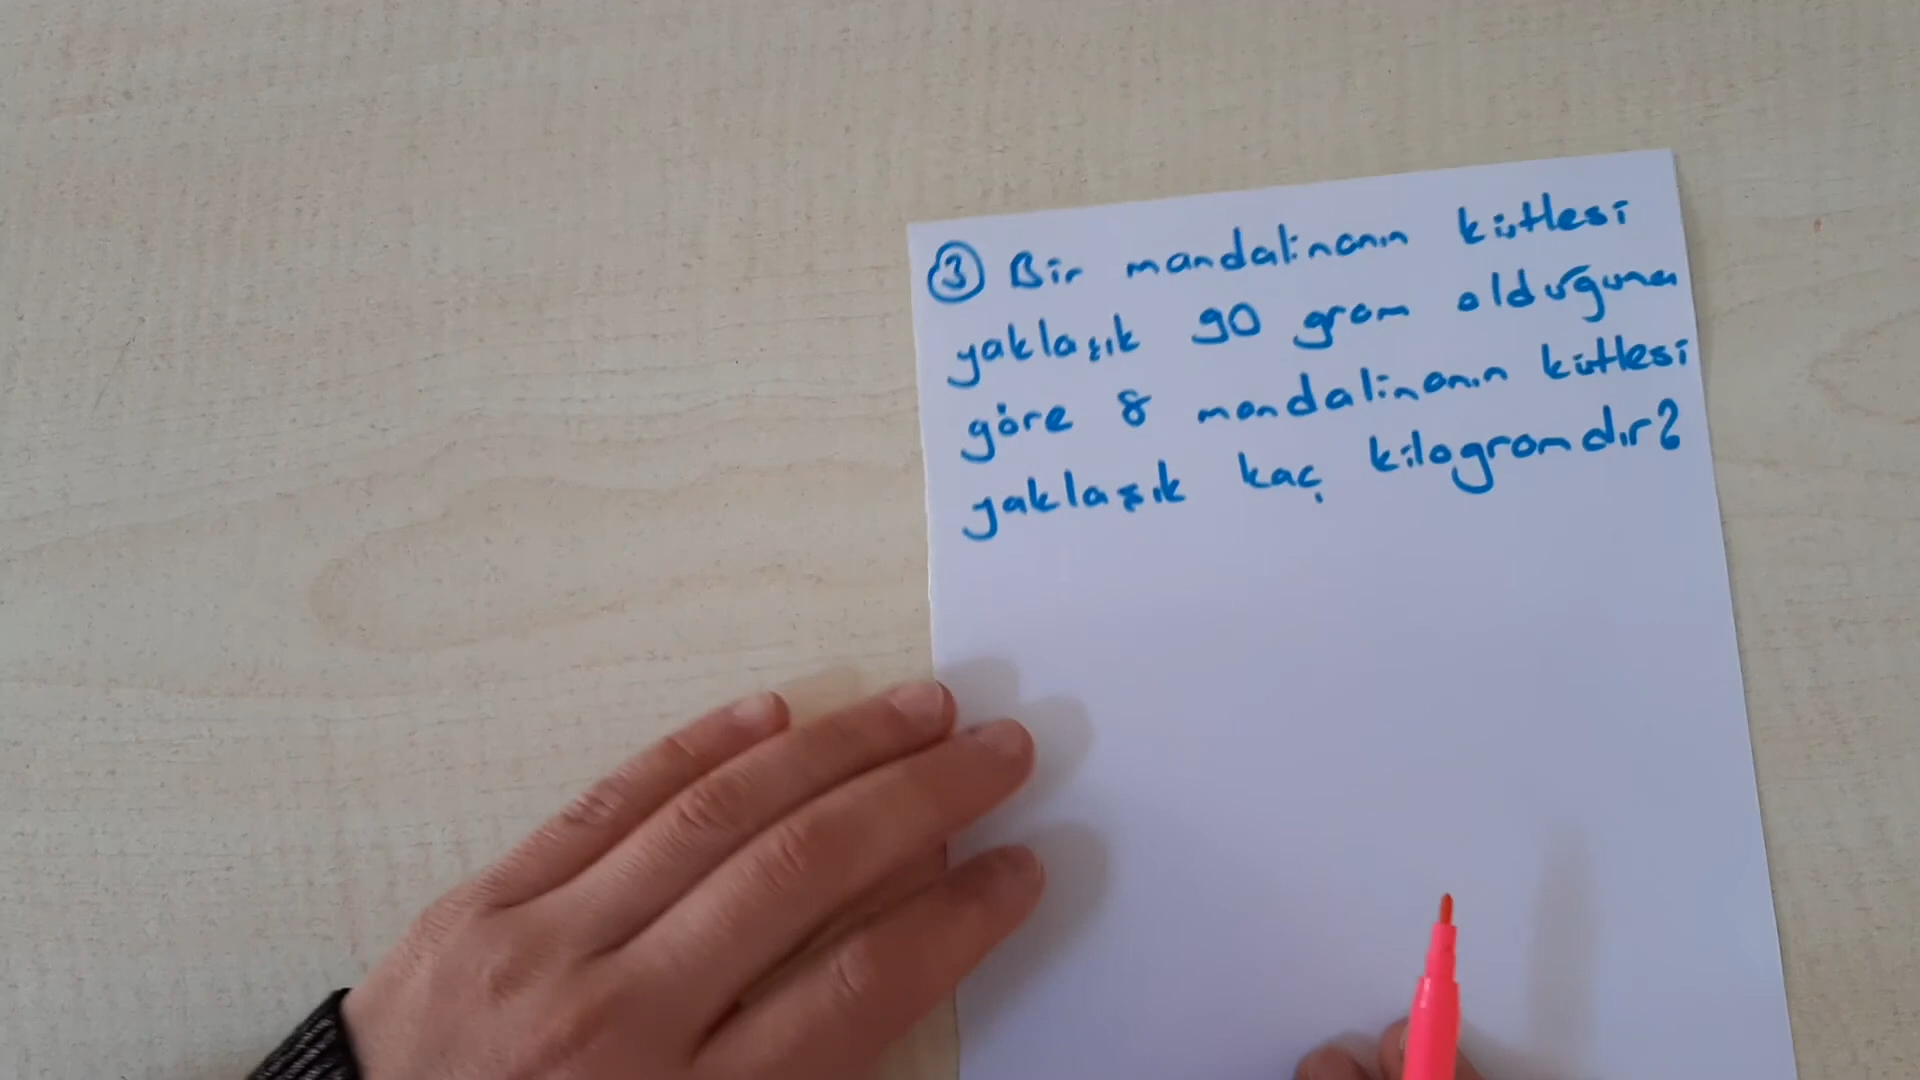 3 Bir mandalinanın kütlesi
yaklaşık 90 gram olduğuna
göre 8 mandalinanın kütlesi
yaklaşık kaç kilogramdır?